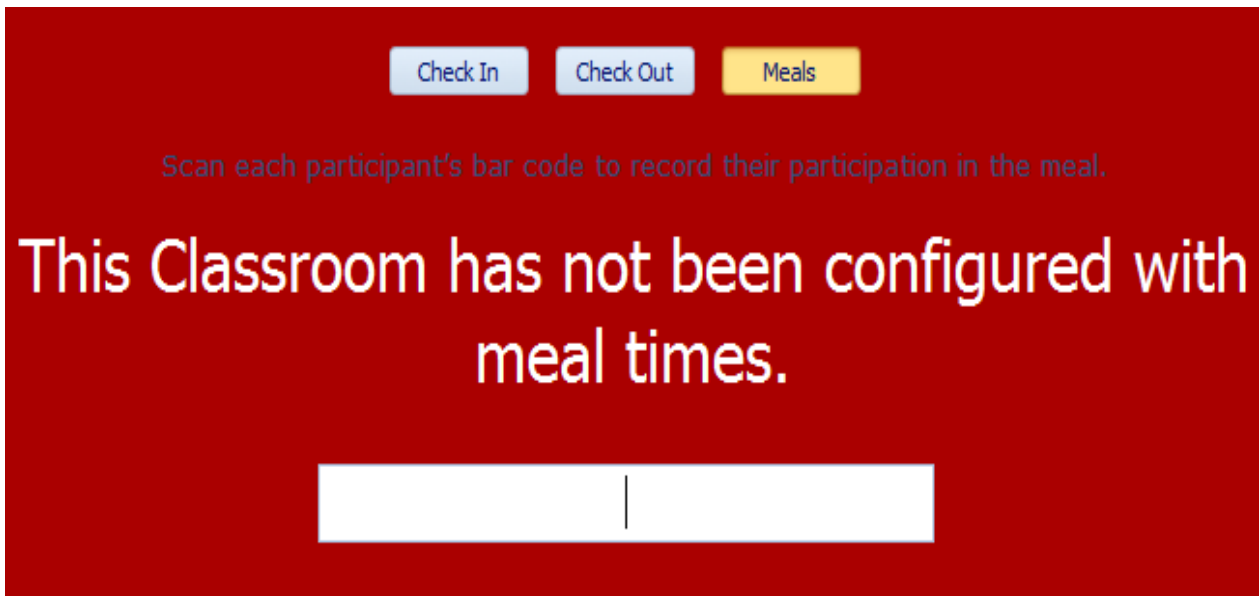 Check In Check Out Meals
Scan each participant's bar code to record their participation in the meal.
This Classroom has not been configured with
meal times.